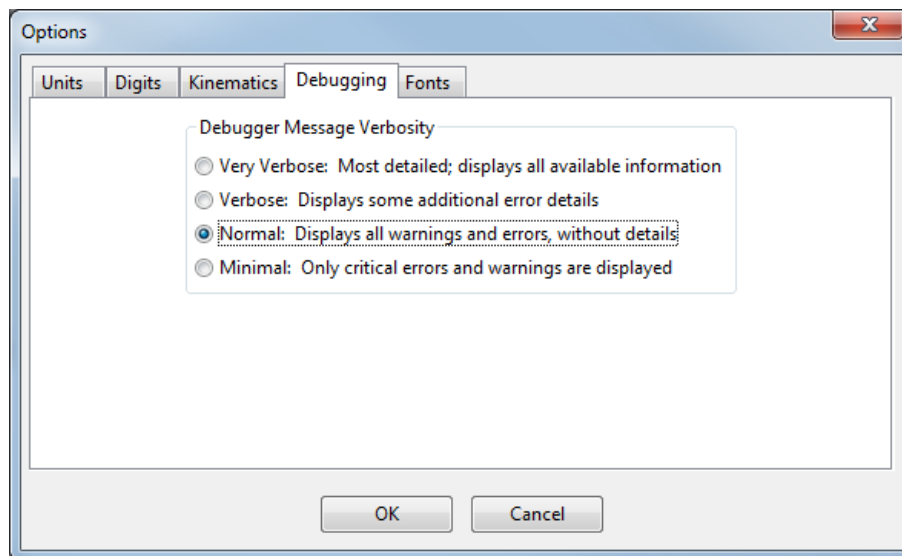 Options
X
Units Digits Kinematics Debugging Fonts
Debugger Message Verbosity
Very Verbose:  Most detailed; displays all available information
Verbose:  Displays some additional error details
Normal:  Displays all warnings and errors, without details
Minimal:  Only critical errors and warnings are displayed
OK Cancel